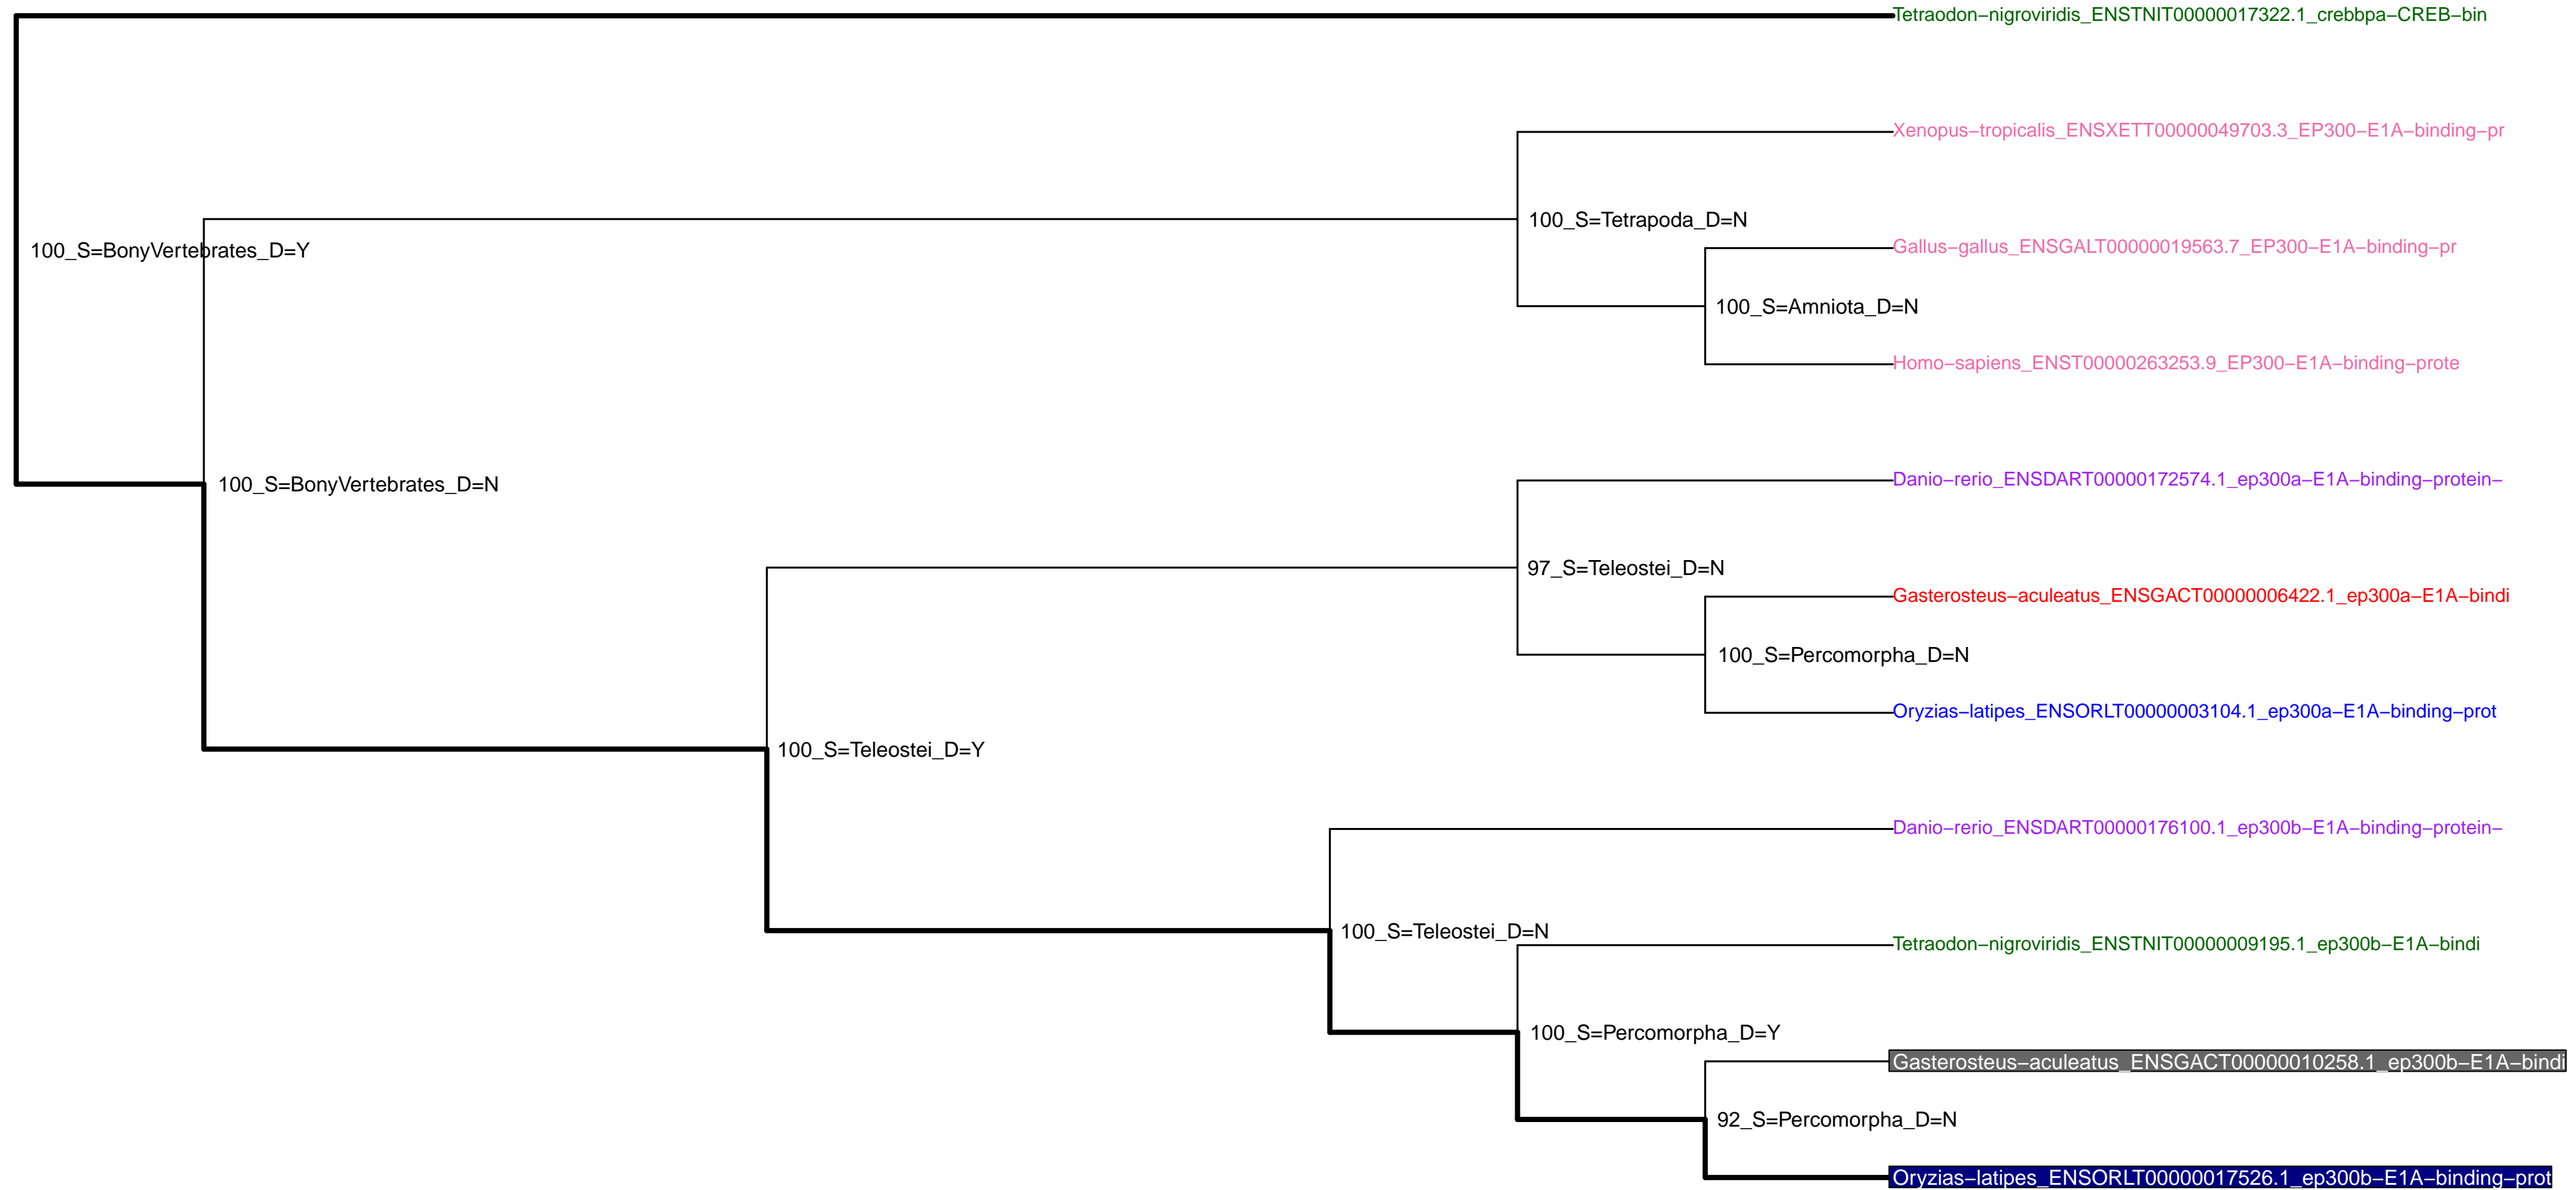 Tetraodon−nigroviridis_ENSTNIT00000017322.1_crebbpa−CREB−bin
Xenopus−tropicalis_ENSXETT00000049703.3_EP300−E1A−binding−pr
100_S=Tetrapoda_D=N
Gallus−gallus_ENSGALT00000019563.7_EP300−E1A−binding−pr
100_S=BonyVertebrates_D=Y
100_S=Amniota_D=N
Homo−sapiens_ENST00000263253.9_EP300−E1A−binding−prote
Danio−rerio_ENSDART00000172574.1_ep300a−E1A−binding−protein−
100_S=BonyVertebrates_D=N
97_S=Teleostei_D=N
Gasterosteus−aculeatus_ENSGACT00000006422.1_ep300a−E1A−bindi
100_S=Percomorpha_D=N
Oryzias−latipes_ENSORLT00000003104.1_ep300a−E1A−binding−prot
100_S=Teleostei_D=Y
Danio−rerio_ENSDART00000176100.1_ep300b−E1A−binding−protein−
100_S=Teleostei_D=N
Tetraodon−nigroviridis_ENSTNIT00000009195.1_ep300b−E1A−bindi
100_S=Percomorpha_D=Y
Gasterosteus−aculeatus_ENSGACT00000010258.1_ep300b−E1A−bindi
92_S=Percomorpha_D=N
Oryzias−latipes_ENSORLT00000017526.1_ep300b−E1A−binding−prot